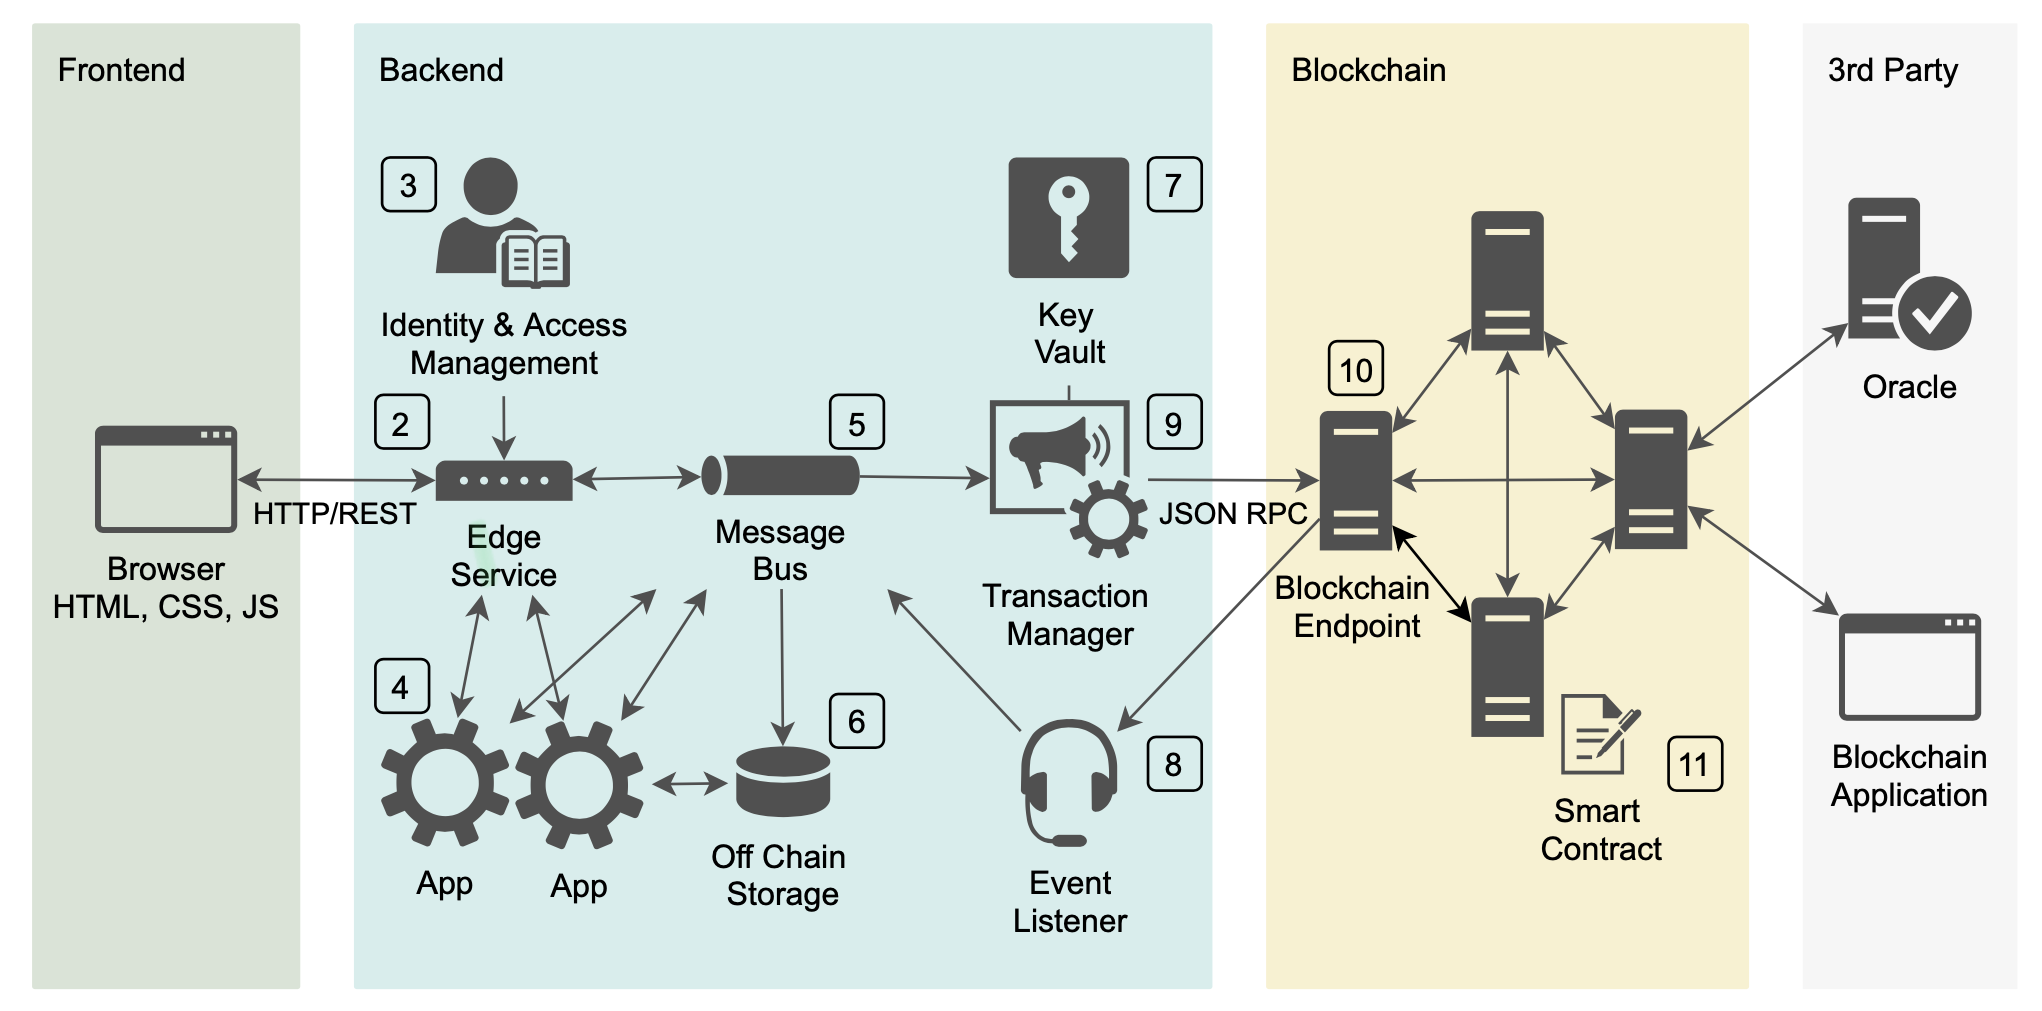 Frontend
Backend
Blockchain
3rd Party
3
7
Identity & Access
Management
Key
Vault
10
Oracle
2
5
9
HTTP/REST
JSON RPC
Browser
HTML, CSS, JS
Edge
Service
Message
Bus
Transaction
Manager
Blockchain
Endpoint
4
6
8
11
App
App
Off Chain
Storage
Event
Listener
Smart
Contract
Blockchain
Application